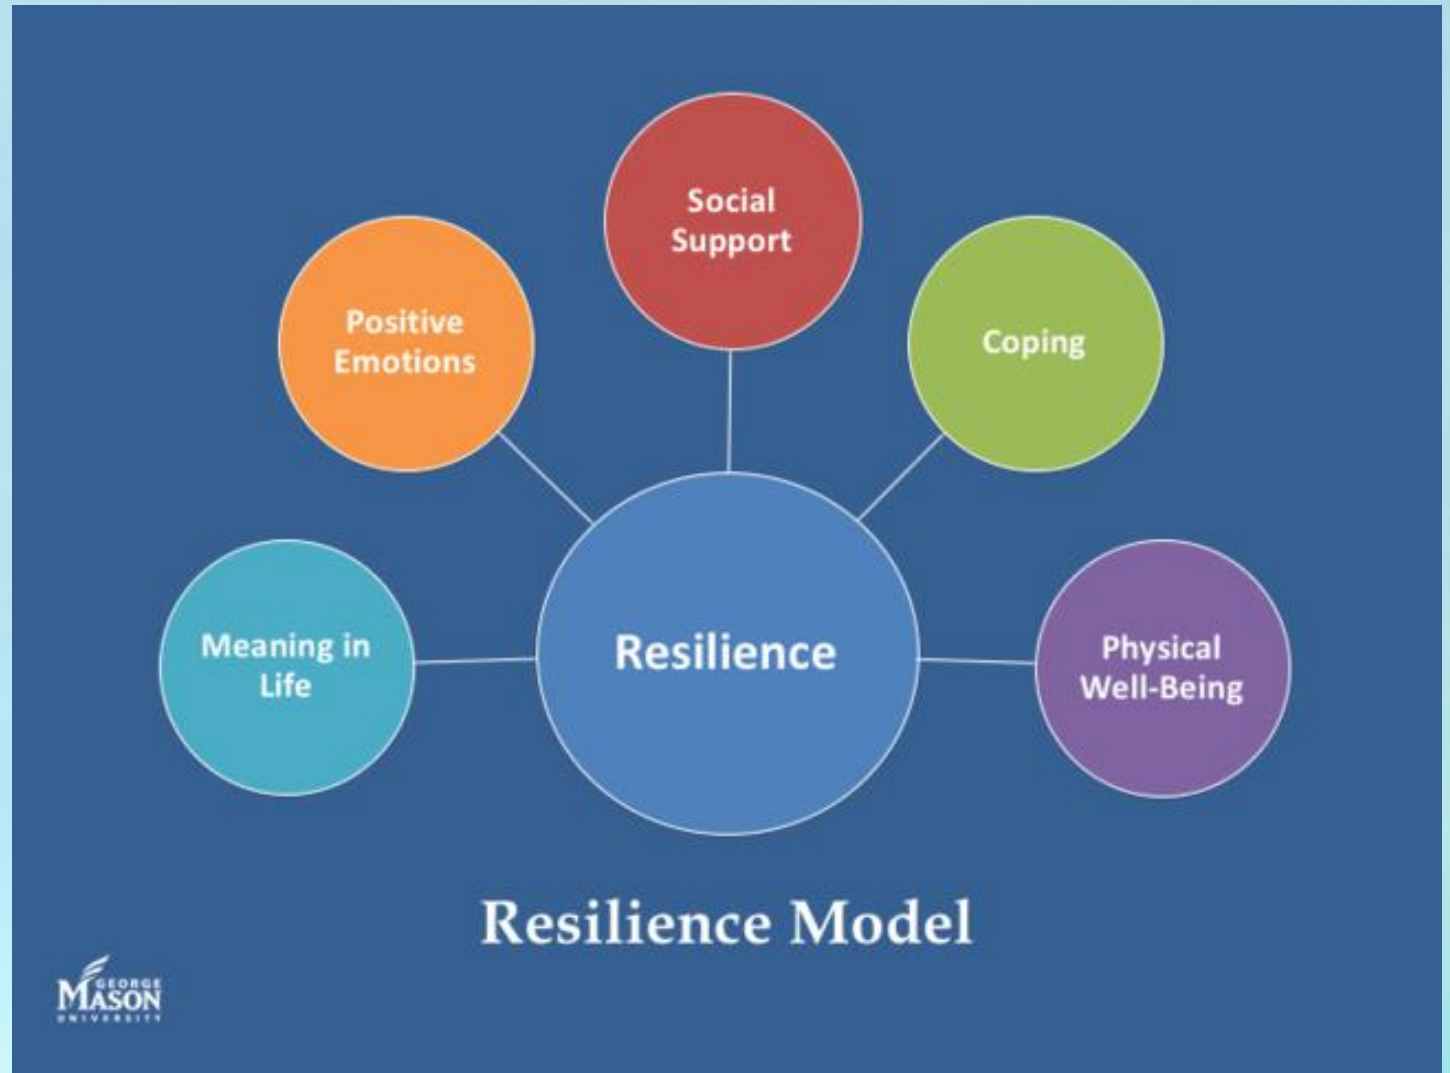 Social
Support
Positive
Emotions
Coping
Meaning in
Life
Resilience
Physical
Well-Being
Resilience Model
GEORGE
MASON
UNIVERSITY